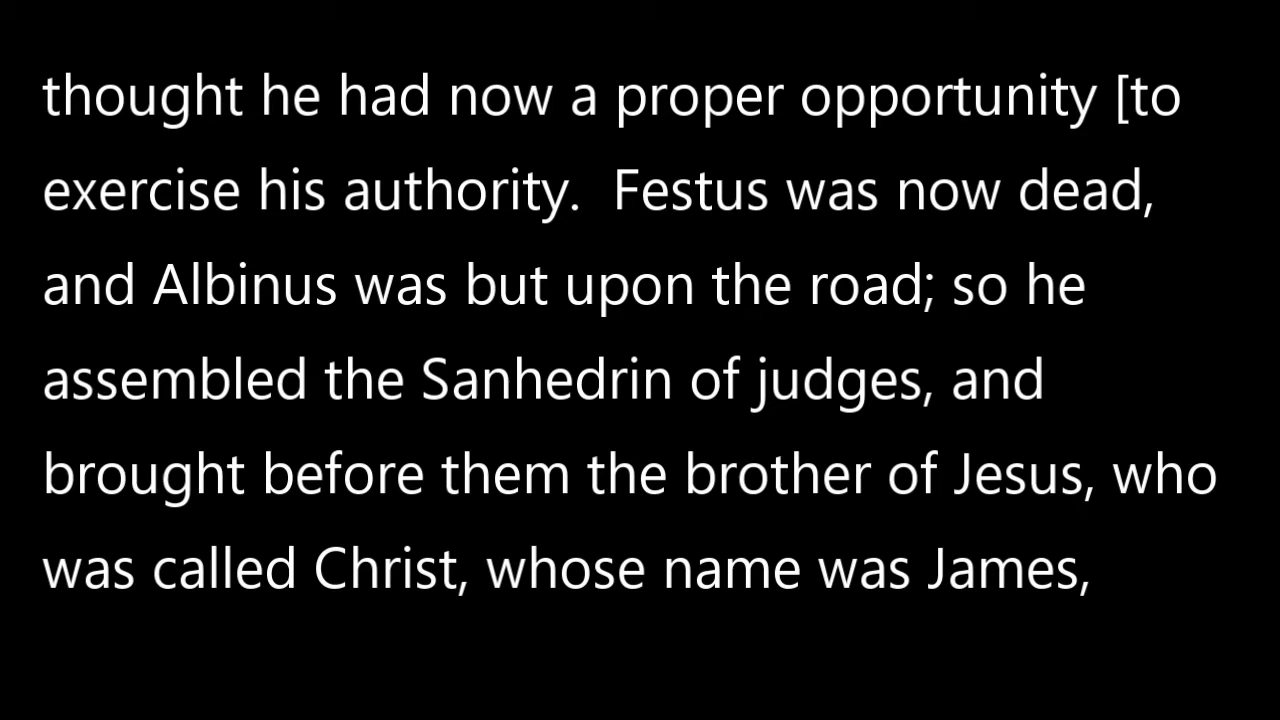 thought he had now a proper opportunity [to
exercise his authority.  Festus was now dead,
and Albinus was but upon the road; so he
assembled the Sanhedrin of judges, and
brought before them the brother of Jesus, who
was called Christ, whose name was James,